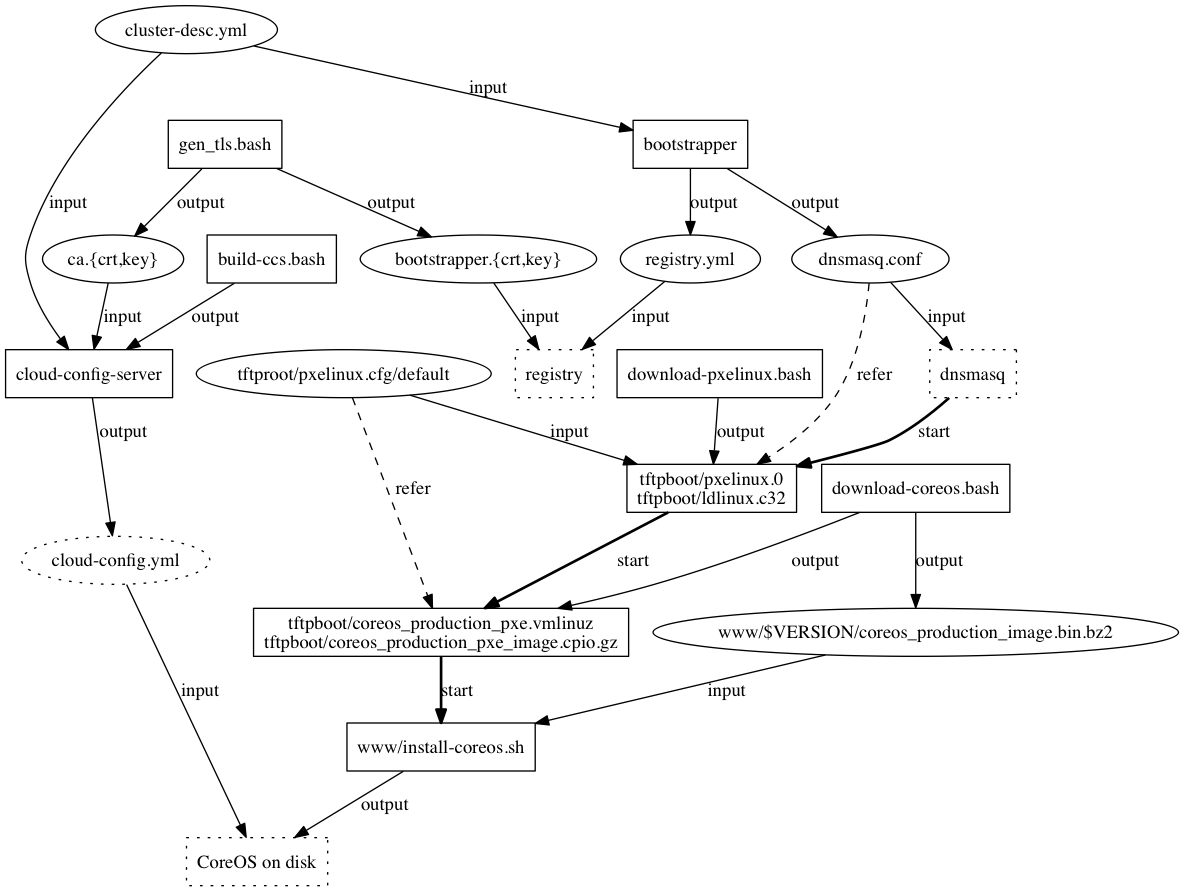 cluster-desc.yml
input
gen_tls.bash
bootstrapper
input
output
output
output
output
ca.{crt,key}
build-ccs.bash
bootstrapper.{crt,key}
registry.yml
dnsmasq.conf
input
output
input
input
input
cloud-config-server
tftproot/pxelinux.cfg/default
registry
download-pxelinux.bash
refer
dnsmasq
output
input
output
start
tftpboot/pxelinux.0
tftpboot/ldlinux.c32
download-coreos.bash
refer
cloud-config.yml
start
output
output
tftpboot/coreos_production_pxe.vmlinuz
tftpboot/coreos_production_pxe_image.cpio.gz
www/$VERSION/coreos_production_image.bin.bz2
input
start
input
www/install-coreos.sh
output
CoreOS on disk